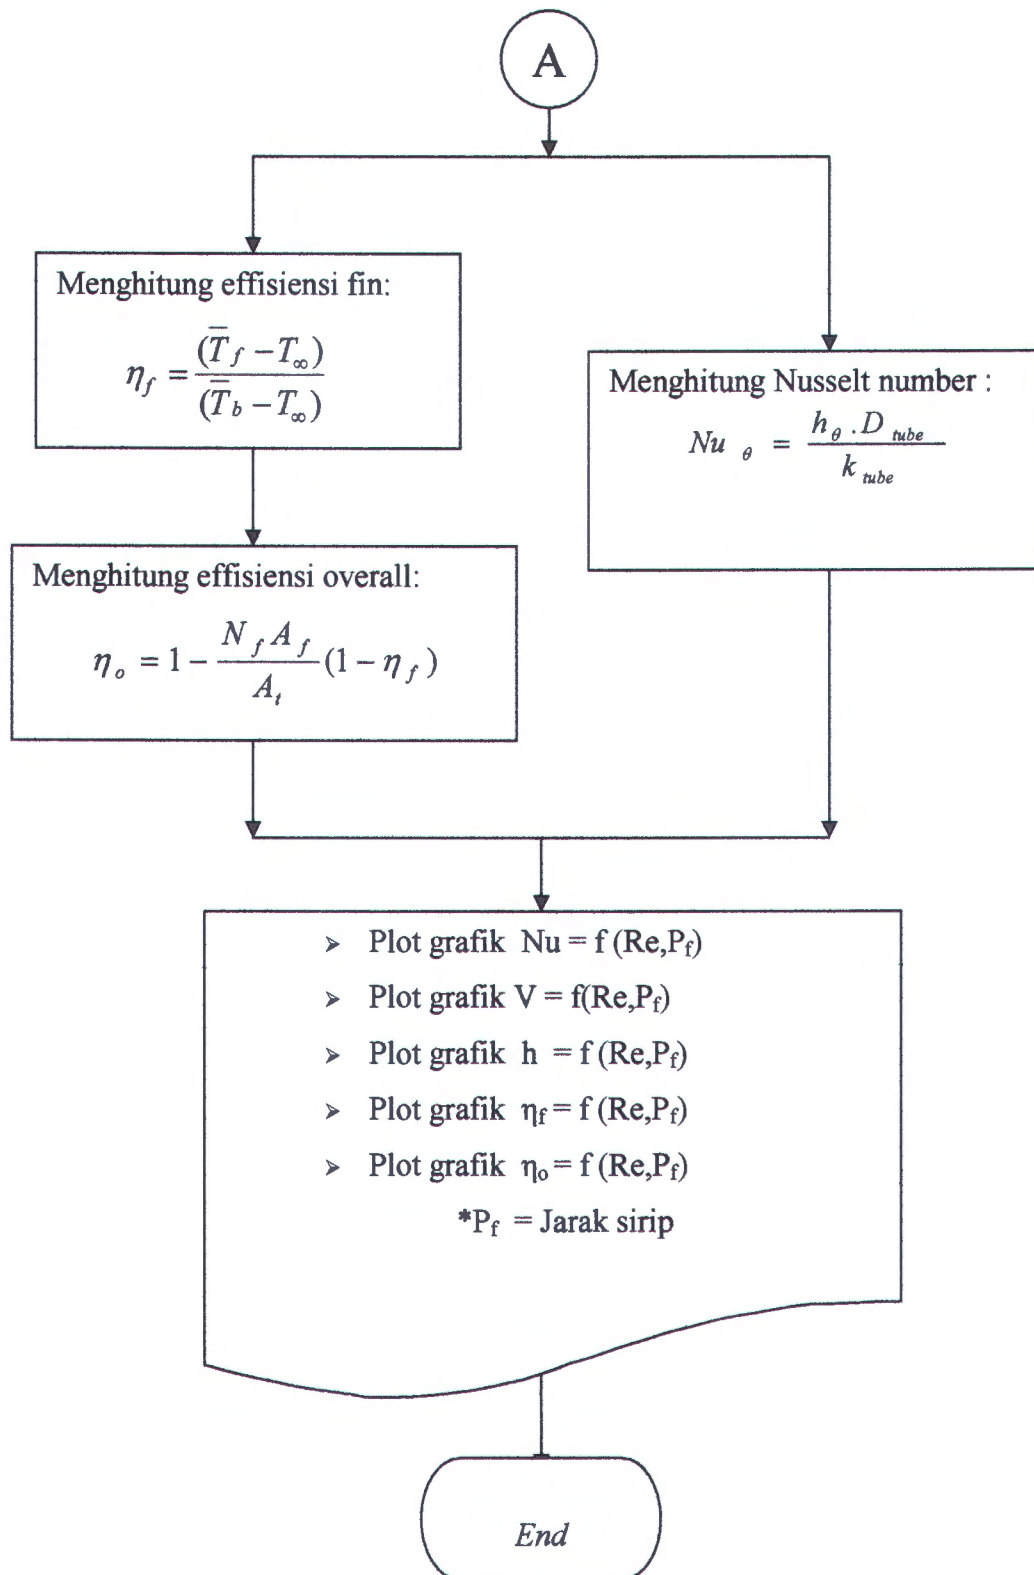 A
Menghitung effisiensi fin:
η_f = (T̅_f − T_∞) / (T̅_b − T_∞)
Menghitung Nusselt number :
Nu_θ = h_θ . D_tube / k_tube
Menghitung effisiensi overall:
η_o = 1 − N_f A_f / A_t (1 − η_f)
➢ Plot grafik Nu = f (Re,P_f)
➢ Plot grafik V = f(Re,P_f)
➢ Plot grafik h = f (Re,P_f)
➢ Plot grafik η_f = f (Re,P_f)
➢ Plot grafik η_o = f (Re,P_f)
*P_f = Jarak sirip
End